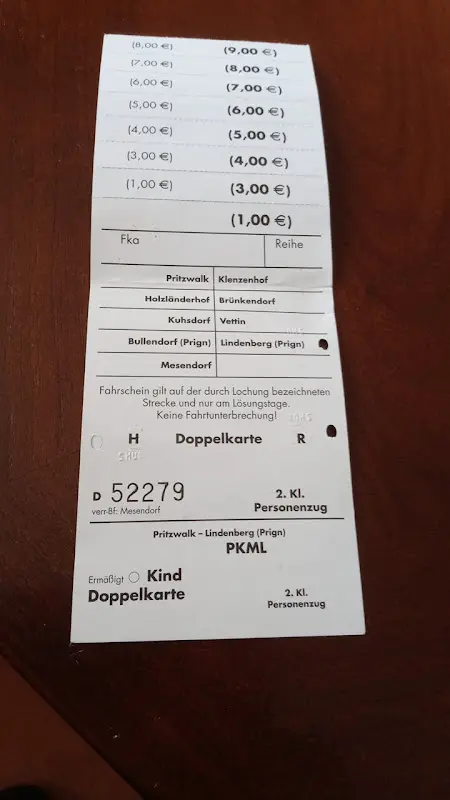 (8,00 €) (9,00 €)
(7,00 €) (8,00 €)
(6,00 €) (7,00 €)
(5,00 €) (6,00 €)
(4,00 €) (5,00 €)
(3,00 €) (4,00 €)
(1,00 €) (3,00 €)
(1,00 €)
Fka Reihe
Pritzwalk Klenzenhof
Holzländerhof Brünkendorf
Kuhsdorf Vettin
Bullendorf (Prign) Lindenberg (Prign)
Mesendorf
Fahrschein gilt auf der durch Lochung bezeichneten
Strecke und nur am Lösungstage.
Keine Fahrtunterbrechung!
H Doppelkarte R
D 52279 2. Kl.
verr-Bf: Mesendorf Personenzug
Pritzwalk – Lindenberg (Prign)
PKML
Ermäßigt Kind
Doppelkarte 2. Kl.
Personenzug